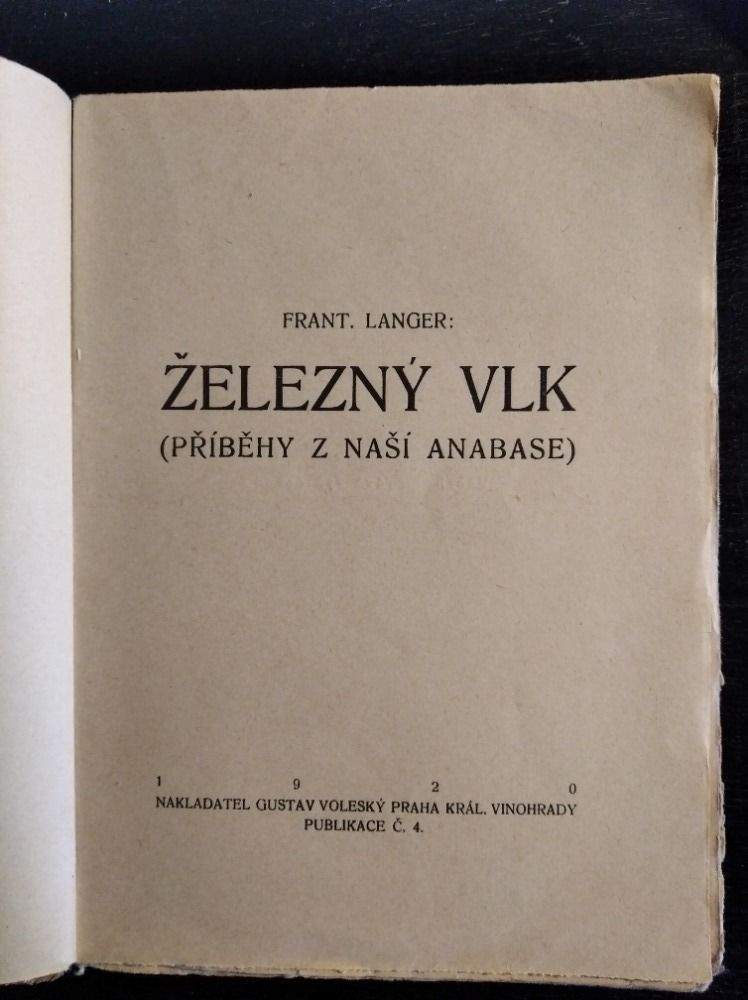 FRANT. LANGER:
ŽELEZNÝ VLK
(PŘÍBĚHY Z NAŠÍ ANABASE)
1 9 2 0
NAKLADATEL GUSTAV VOLESKÝ PRAHA KRÁL. VINOHRADY
PUBLIKACE Č. 4.